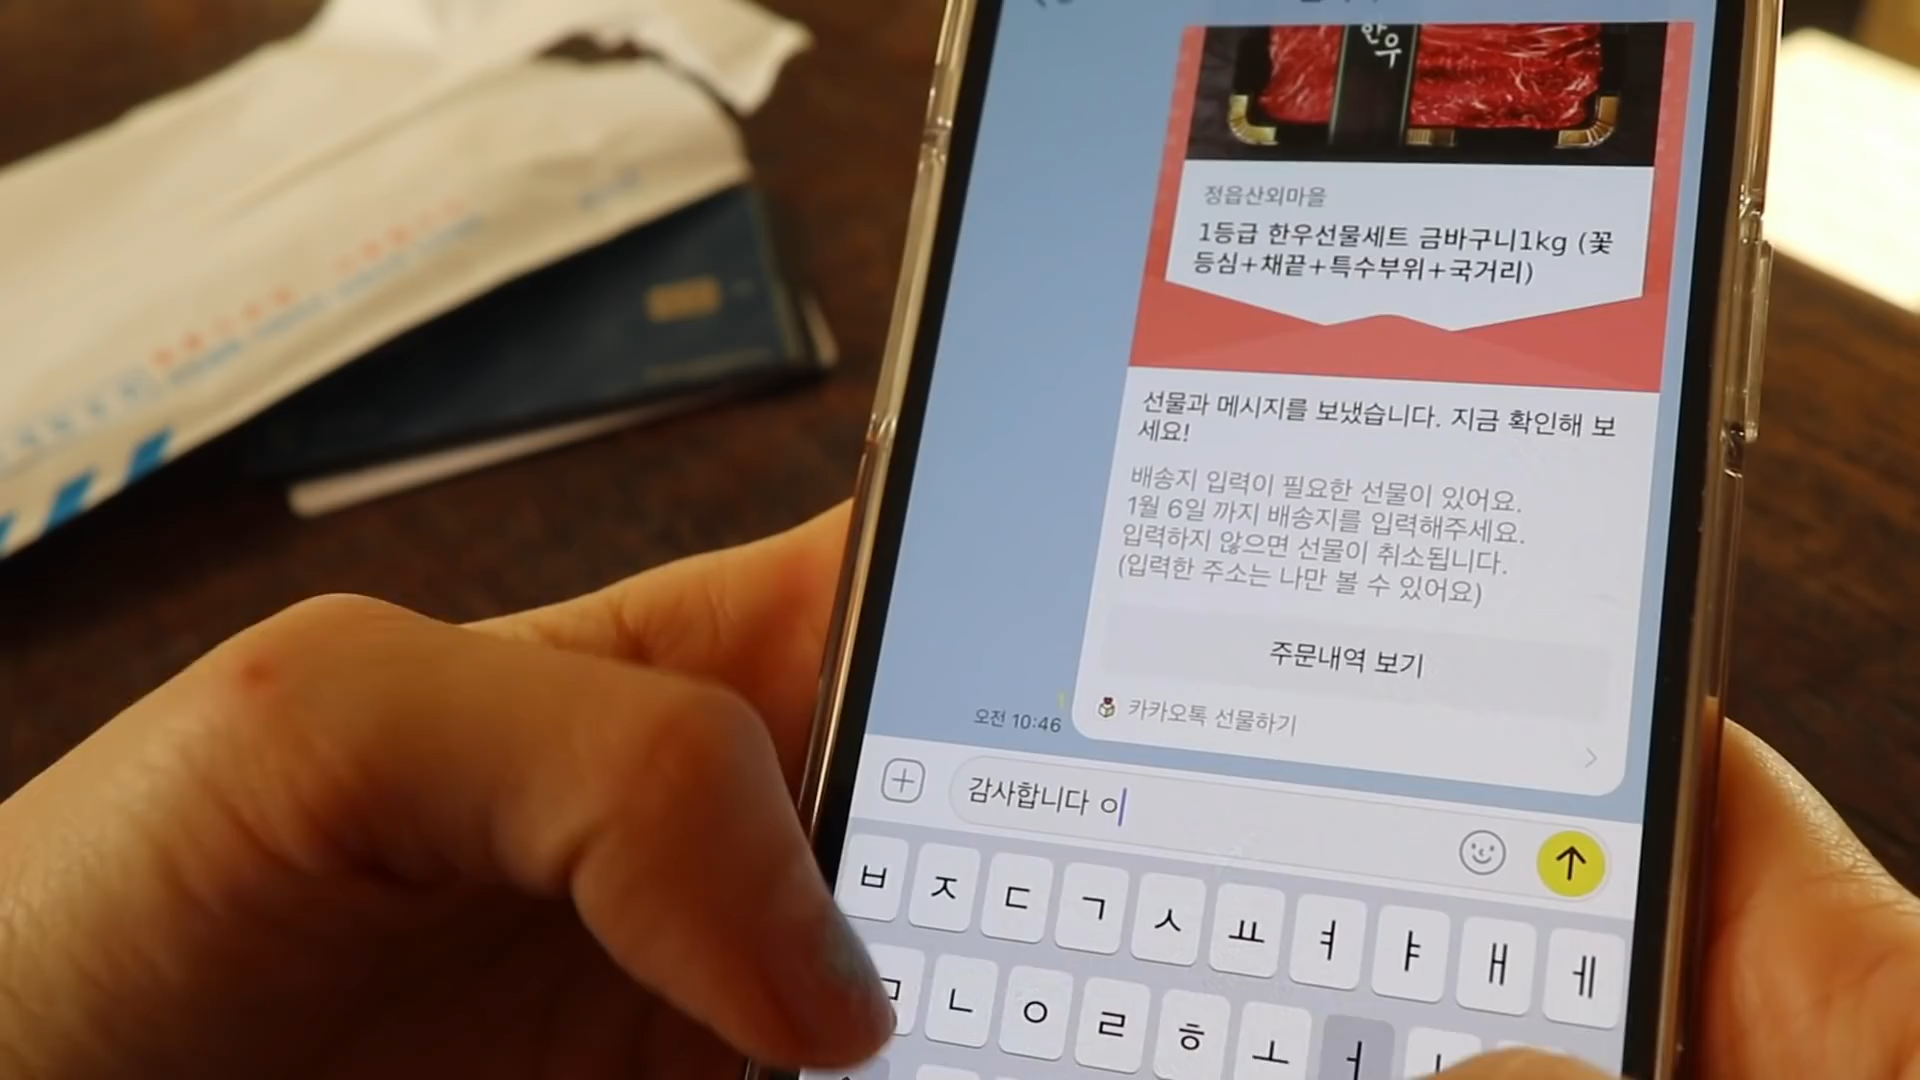 한우
정읍산외마을
1등급 한우선물세트 금바구니1kg (꽃
등심+채끝+특수부위+국거리)
선물과 메시지를 보냈습니다. 지금 확인해 보
세요!
배송지 입력이 필요한 선물이 있어요.
1월 6일 까지 배송지를 입력해주세요.
입력하지 않으면 선물이 취소됩니다.
(입력한 주소는 나만 볼 수 있어요)
주문내역 보기
카카오톡 선물하기
오전 10:46
감사합니다 ㅇ
ㅂ ㅈ ㄷ ㄱ ㅅ ㅛ ㅕ ㅑ ㅐ ㅔ
ㅁ ㄴ ㅇ ㄹ ㅎ ㅗ ㅓ